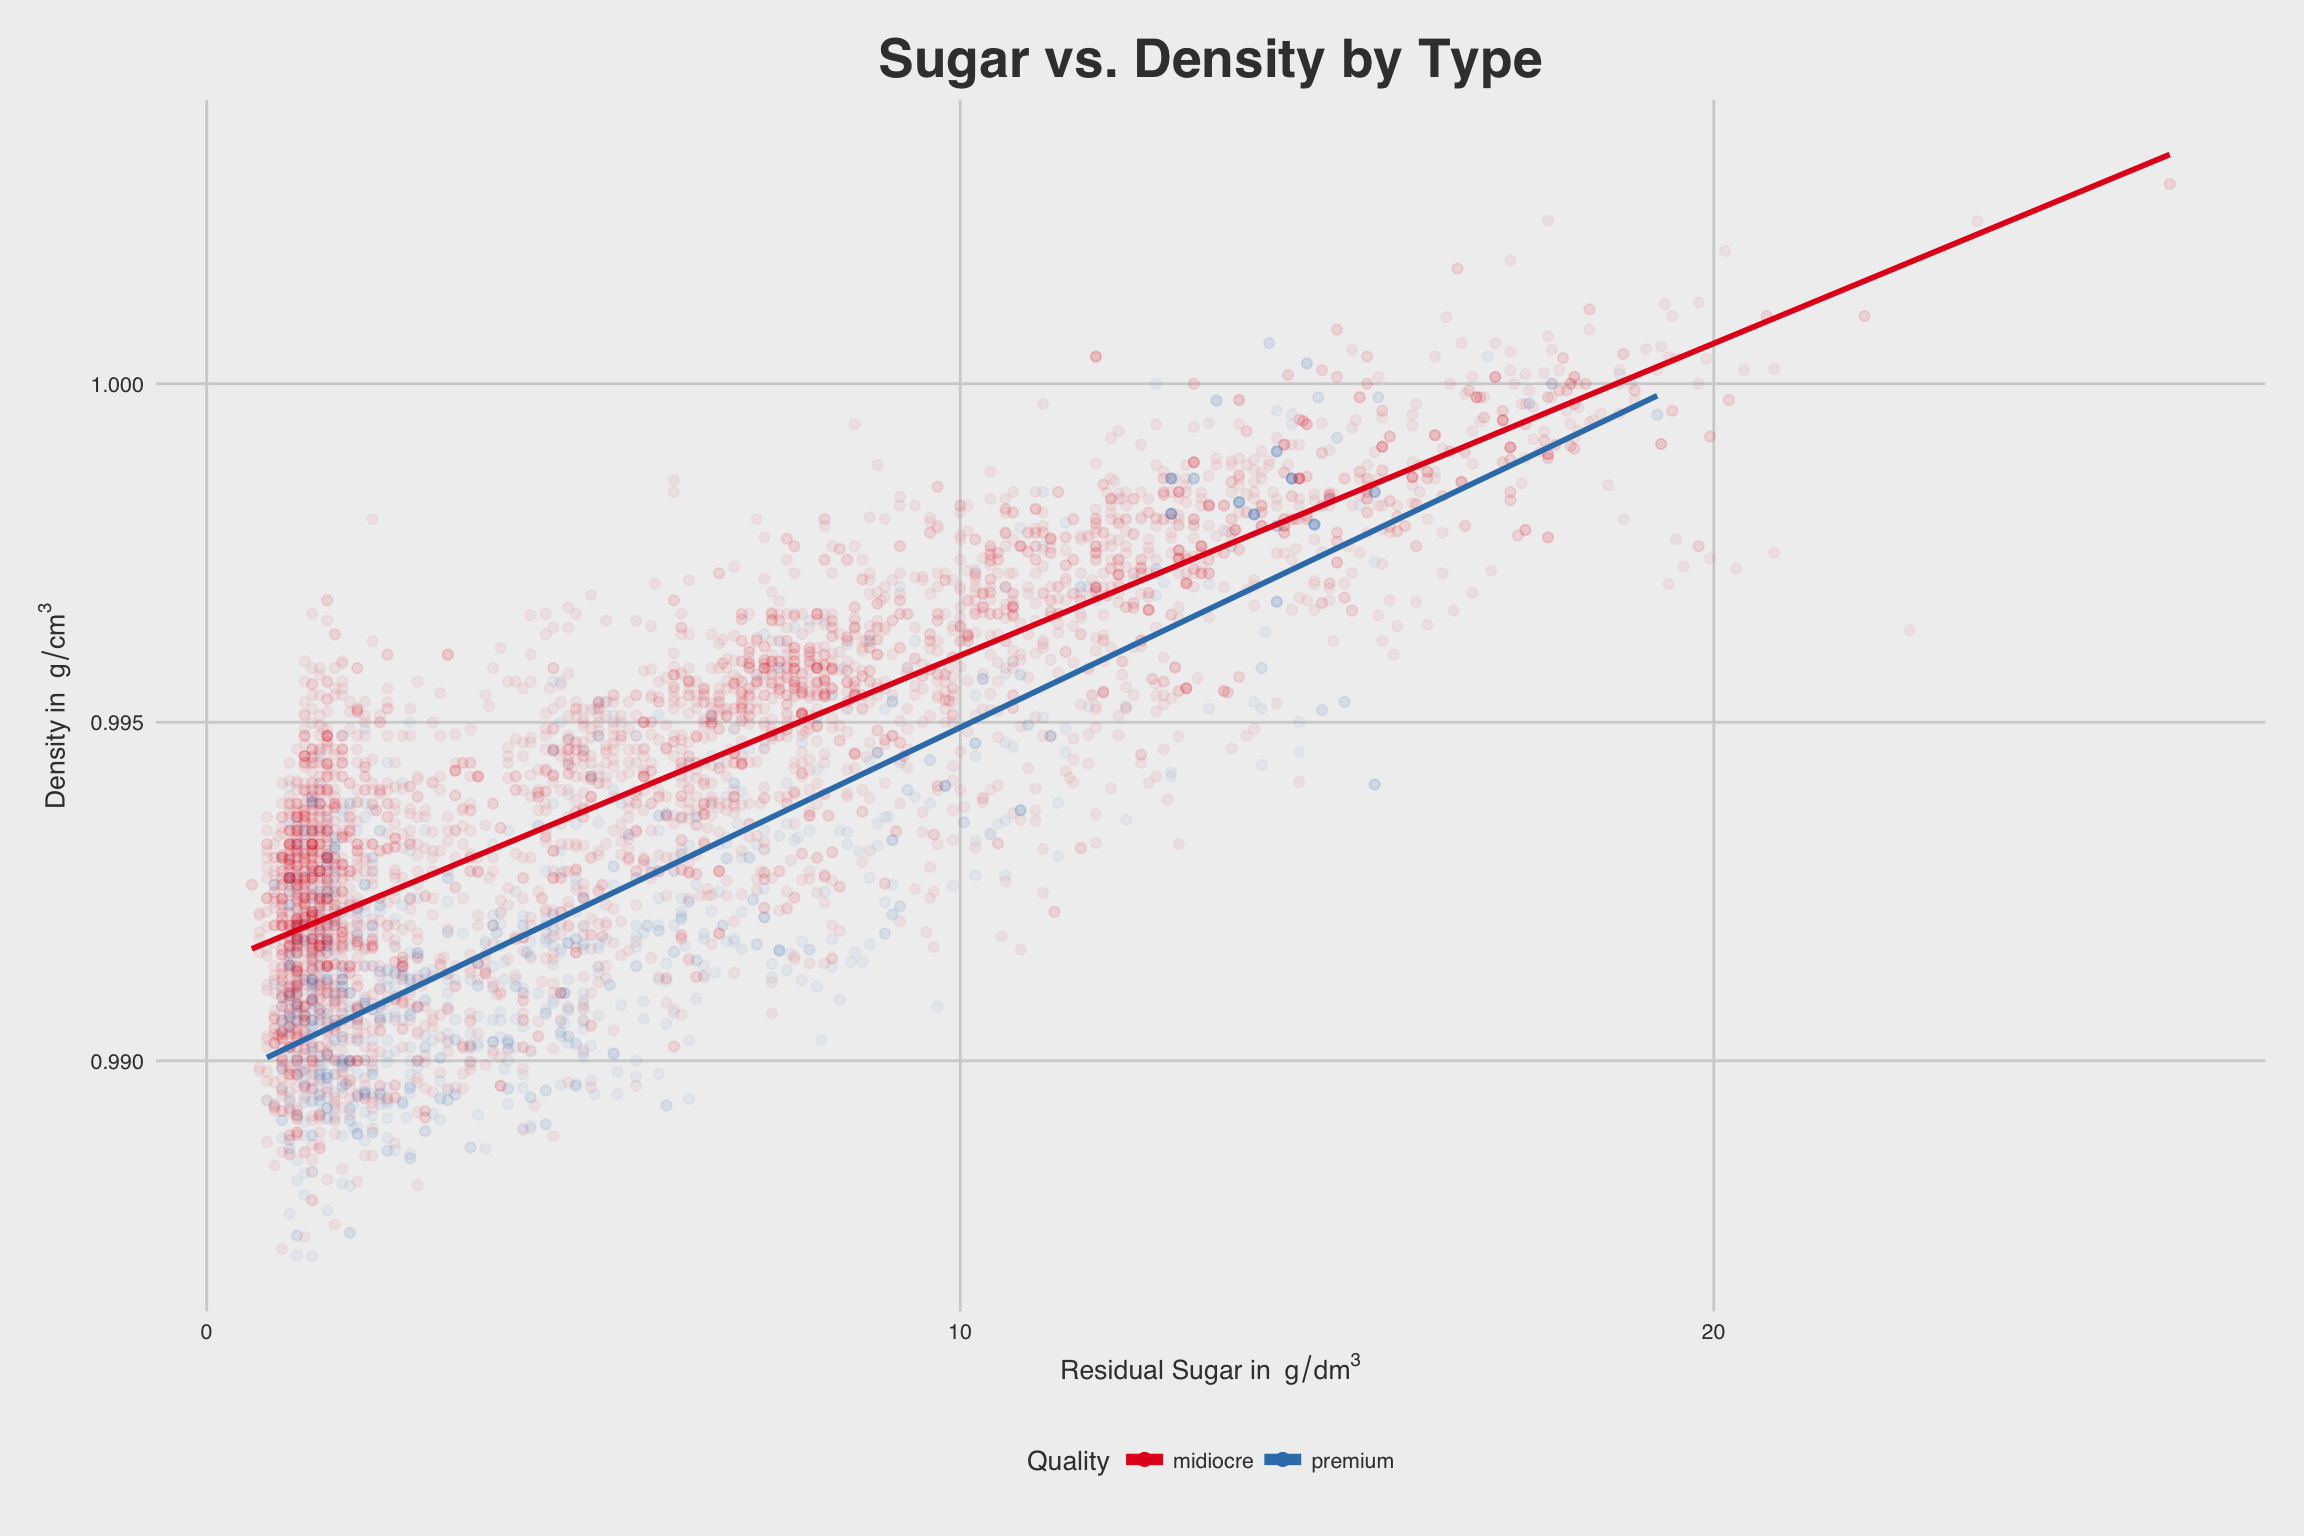 Sugar vs. Density by Type
Density in g/cm³
1.000
0.995
0.990
0 10 20
Residual Sugar in g/dm³
Quality midiocre premium